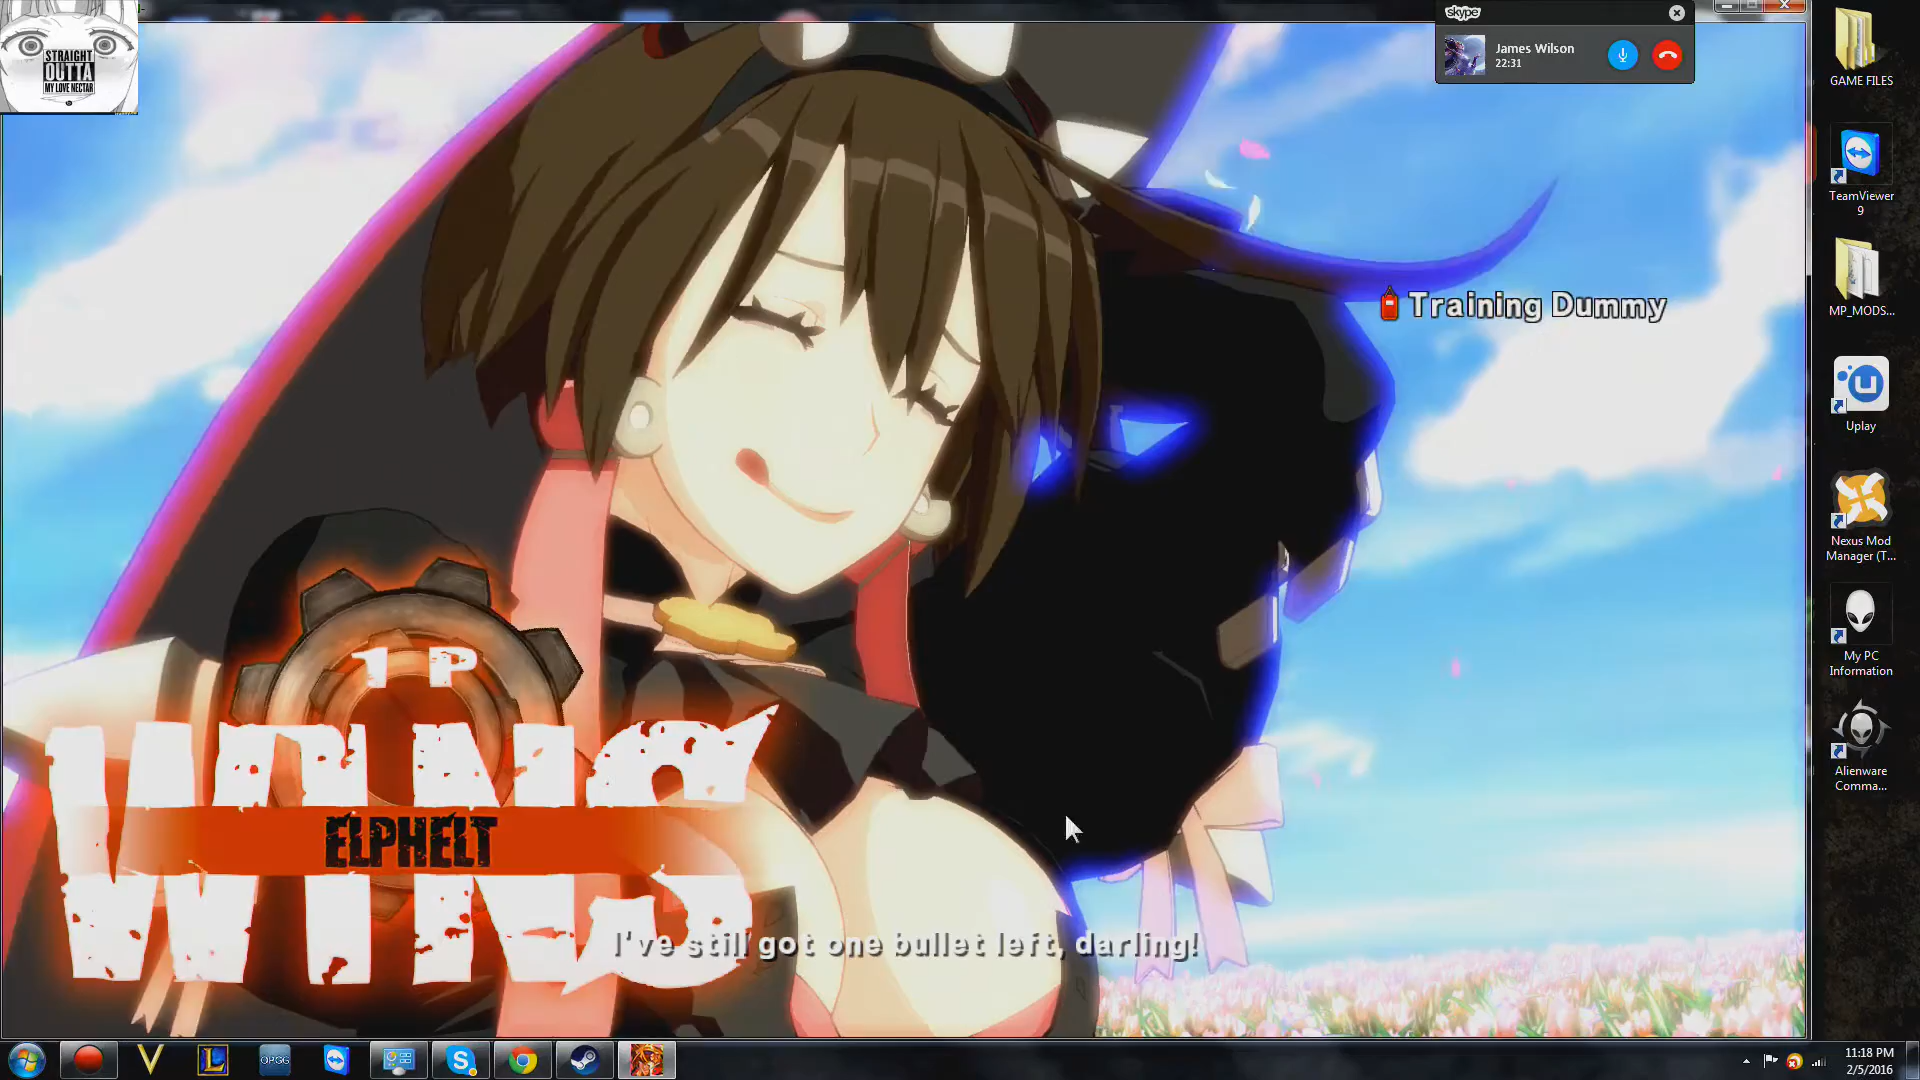 STRAIGHT
OUTTA
MY LOVE NECTAR
skype
James Wilson
22:31
GAME FILES
TeamViewer
9
MP_MODS...
Uplay
Nexus Mod
Manager (T...
My PC
Information
Alienware
Comma...
Training Dummy
1P
WINS
ELPHELT
I've still got one bullet left, darling!
OP.GG
11:18 PM
2/5/2016